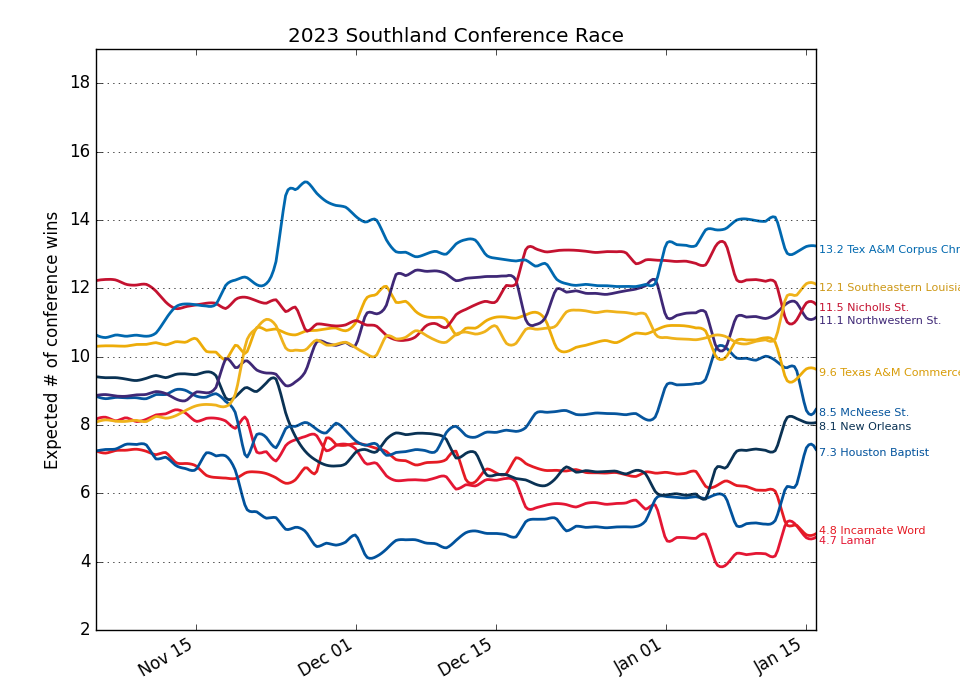 2023 Southland Conference Race
Expected # of conference wins
18
16
14
12
10
8
6
4
2
Nov 15
Dec 01
Dec 15
Jan 01
Jan 15
13.2 Tex A&M Corpus Chr
12.1 Southeastern Louisia
11.5 Nicholls St.
11.1 Northwestern St.
9.6 Texas A&M Commerce
8.5 McNeese St.
8.1 New Orleans
7.3 Houston Baptist
4.8 Incarnate Word
4.7 Lamar